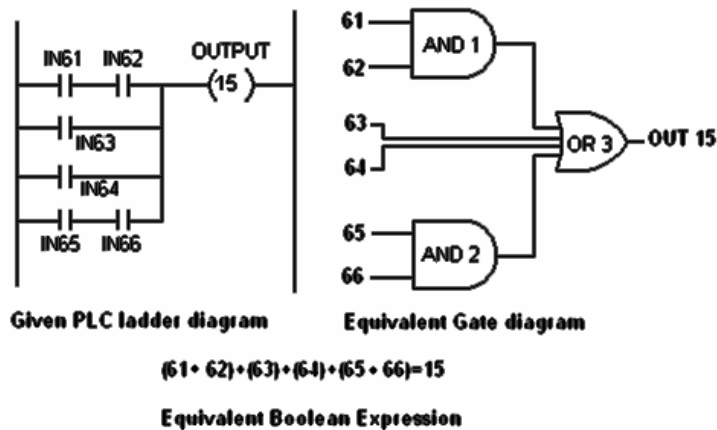 IN61 IN62 OUTPUT
15
IN63
IN64
IN65 IN66
61
62
AND 1
63
64
OR 3
OUT 15
65
66
AND 2
Given PLC ladder diagram
Equivalent Gate diagram
(61+ 62)+(63)+(64)+(65 + 66)=15
Equivalent Boolean Expression